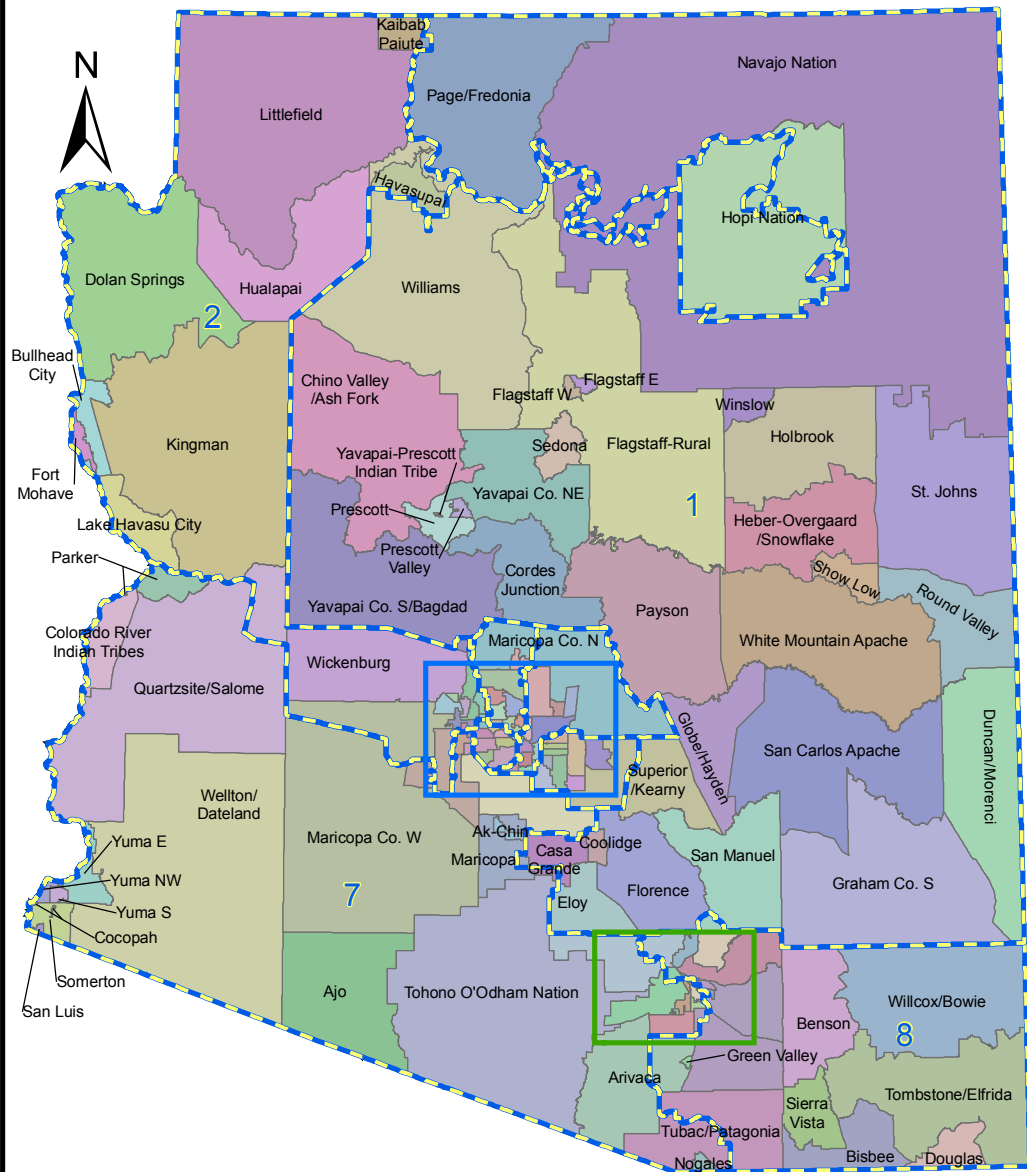 Kaibab
Paiute
Navajo Nation
N
Page/Fredonia
Littlefield
Havasupai
Hopi Nation
Dolan Springs
Hualapai
Williams
2
Bullhead
City
Chino Valley
/Ash Fork
Flagstaff E
Flagstaff W
Winslow
Kingman
Sedona
Flagstaff-Rural
Holbrook
Yavapai-Prescott
Indian Tribe
Fort
Mohave
Yavapai Co. NE
St. Johns
1
Prescott
Lake Havasu City
Heber-Overgaard
/Snowflake
Prescott
Valley
Parker
Cordes
Junction
Show Low
Yavapai Co. S/Bagdad
Payson
Round Valley
Colorado River
Indian Tribes
White Mountain Apache
Maricopa Co. N
Wickenburg
Quartzsite/Salome
Globe/Hayden
San Carlos Apache
Duncan/Morenci
Superior
/Kearny
Wellton/
Dateland
Maricopa Co. W
Ak-Chin
Coolidge
Yuma E
Maricopa
Casa
Grande
San Manuel
Yuma NW
7
Florence
Graham Co. S
Eloy
Yuma S
Cocopah
Somerton
Ajo
Tohono O'Odham Nation
Willcox/Bowie
San Luis
Benson
8
Green Valley
Arivaca
Tombstone/Elfrida
Sierra
Vista
Tubac/Patagonia
Nogales
Bisbee
Douglas